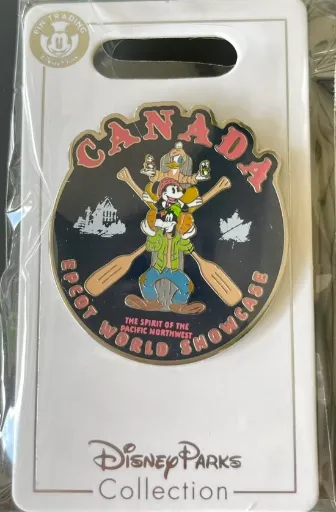 PIN TRADING
CANADA
THE SPIRIT OF THE
PACIFIC NORTHWEST
EPCOT WORLD SHOWCASE
Disney Parks
Collection